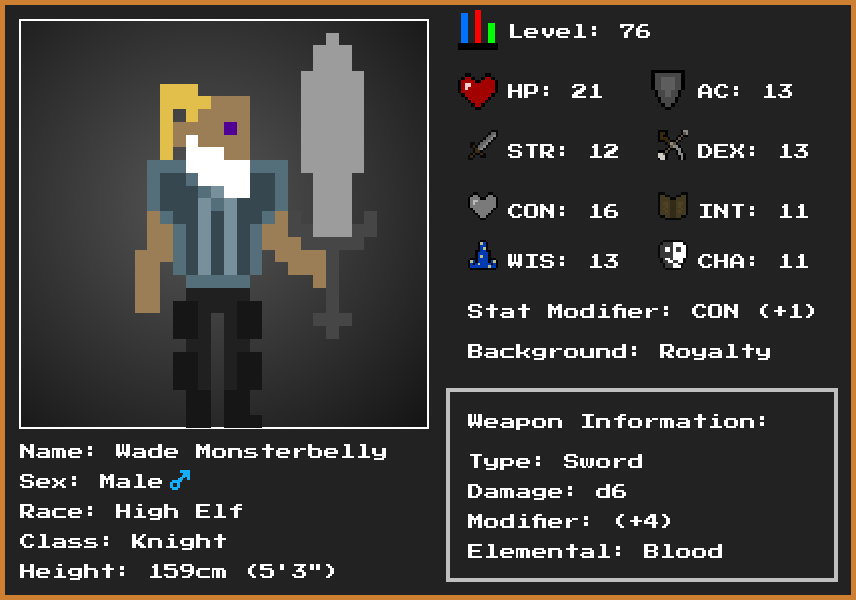 Level: 76
HP: 21 AC: 13
STR: 12 DEX: 13
CON: 16 INT: 11
WIS: 13 CHA: 11
Stat Modifier: CON (+1)
Background: Royalty
Weapon Information:
Type: Sword
Damage: d6
Modifier: (+4)
Elemental: Blood
Name: Wade Monsterbelly
Sex: Male ♂
Race: High Elf
Class: Knight
Height: 159cm (5'3")